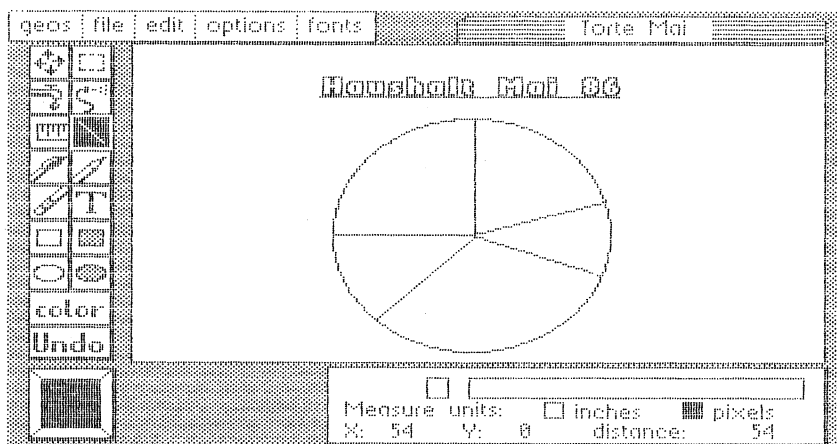 geos file edit options fonts Torte Mai
Haushalt Mai 86
T
color
Undo
Measure units: inches pixels
X: 54 Y: 0 distance: 54